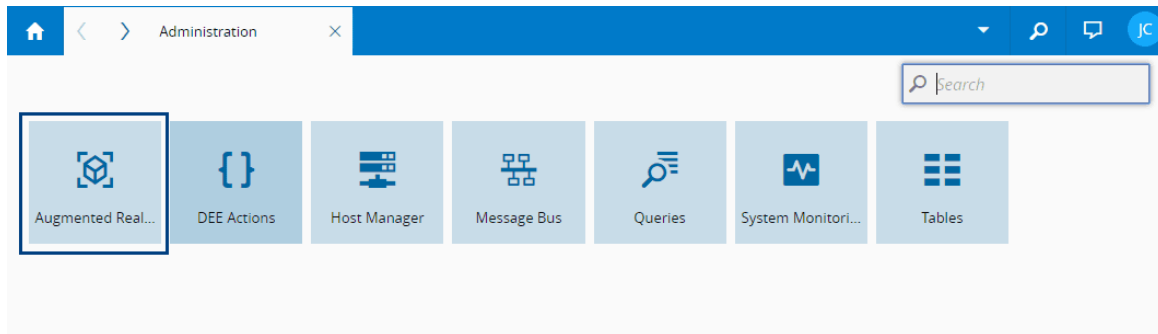 Administration
JC
Search
Augmented Real...
DEE Actions
Host Manager
Message Bus
Queries
System Monitori...
Tables